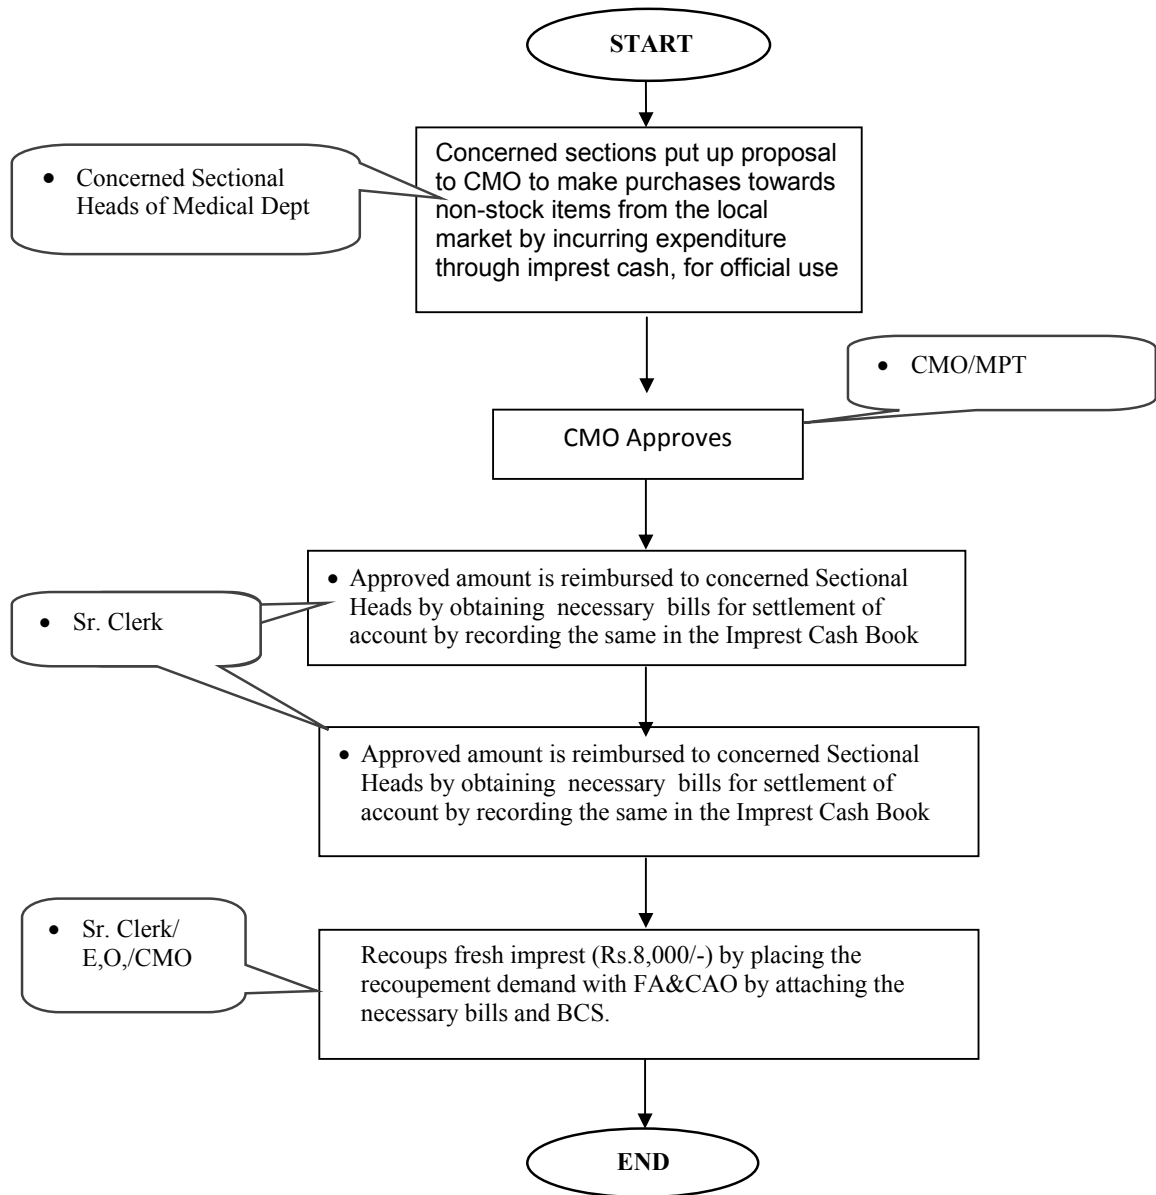 START
Concerned sections put up proposal
to CMO to make purchases towards
non-stock items from the local
market by incurring expenditure
through imprest cash, for official use
• Concerned Sectional
Heads of Medical Dept
• CMO/MPT
CMO Approves
• Approved amount is reimbursed to concerned Sectional
Heads by obtaining necessary bills for settlement of
account by recording the same in the Imprest Cash Book
• Sr. Clerk
• Approved amount is reimbursed to concerned Sectional
Heads by obtaining necessary bills for settlement of
account by recording the same in the Imprest Cash Book
• Sr. Clerk/
E,O,/CMO
Recoups fresh imprest (Rs.8,000/-) by placing the
recoupement demand with FA&CAO by attaching the
necessary bills and BCS.
END